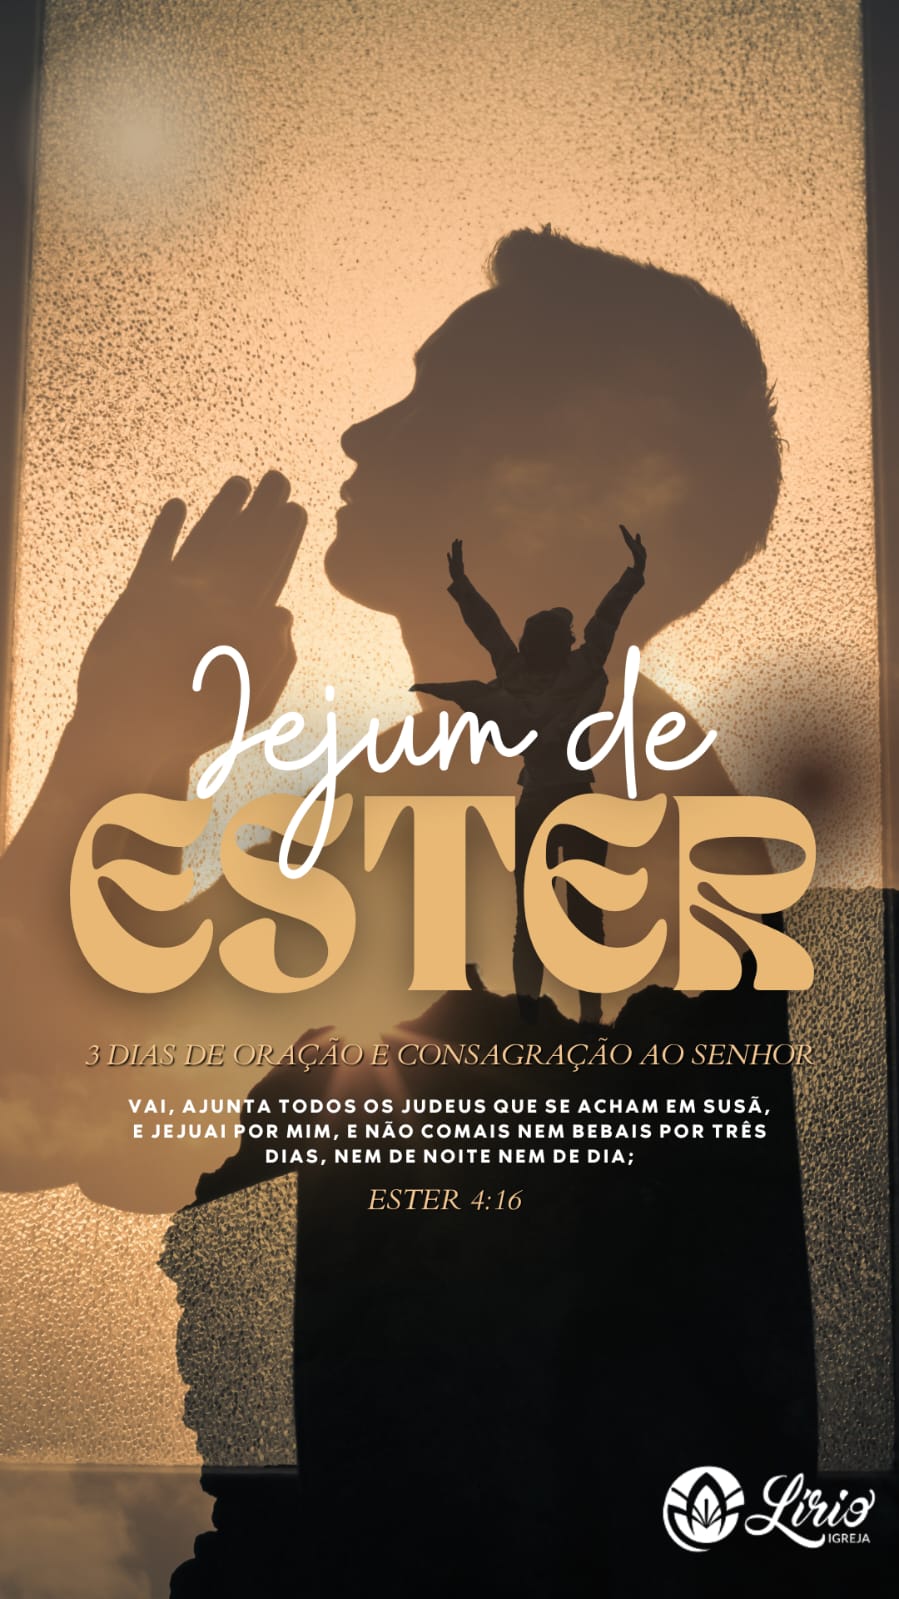 Jejum de
ESTER
3 DIAS DE ORAÇÃO E CONSAGRAÇÃO AO SENHOR
VAI, AJUNTA TODOS OS JUDEUS QUE SE ACHAM EM SUSÃ,
E JEJUAI POR MIM, E NÃO COMAIS NEM BEBAIS POR TRÊS
DIAS, NEM DE NOITE NEM DE DIA;
ESTER 4:16
Lírio
IGREJA